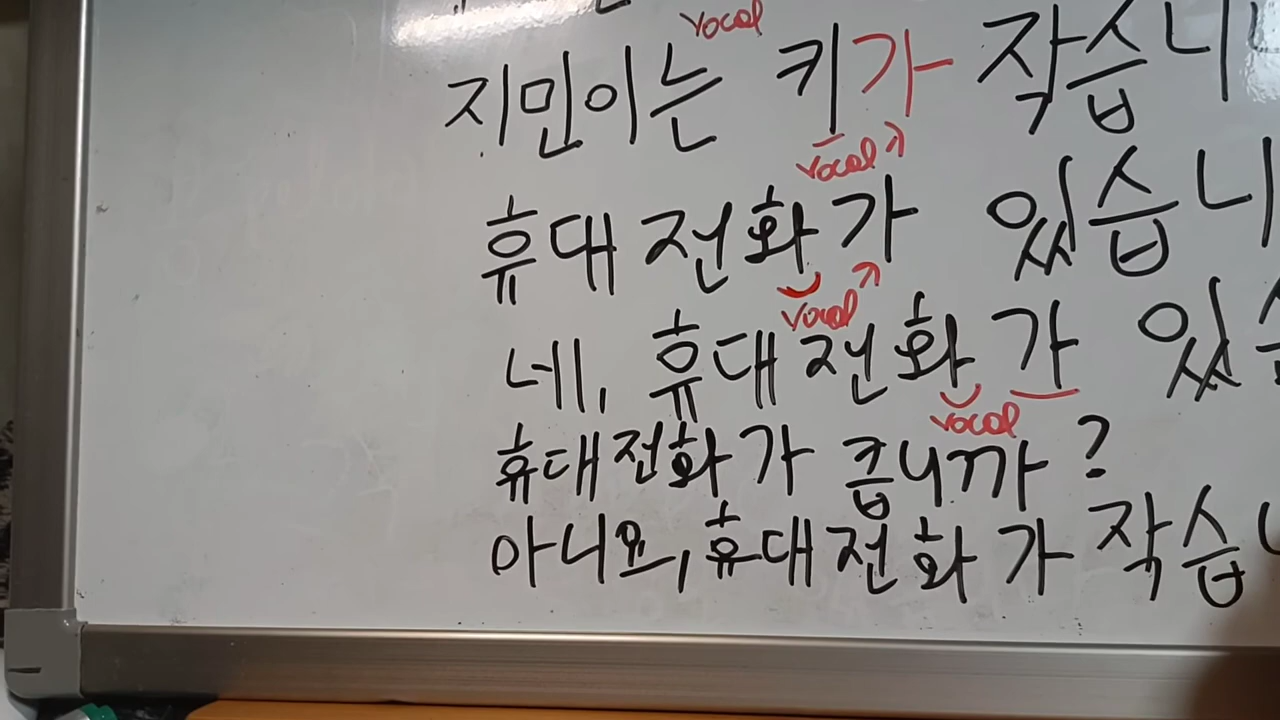 vocal
지민이는 키가 작습니
vocal 가
휴대전화가 있습니
vocal 가
네, 휴대전화가 있
vocal
휴대전화가 큽니까?
아니요, 휴대전화가 작습